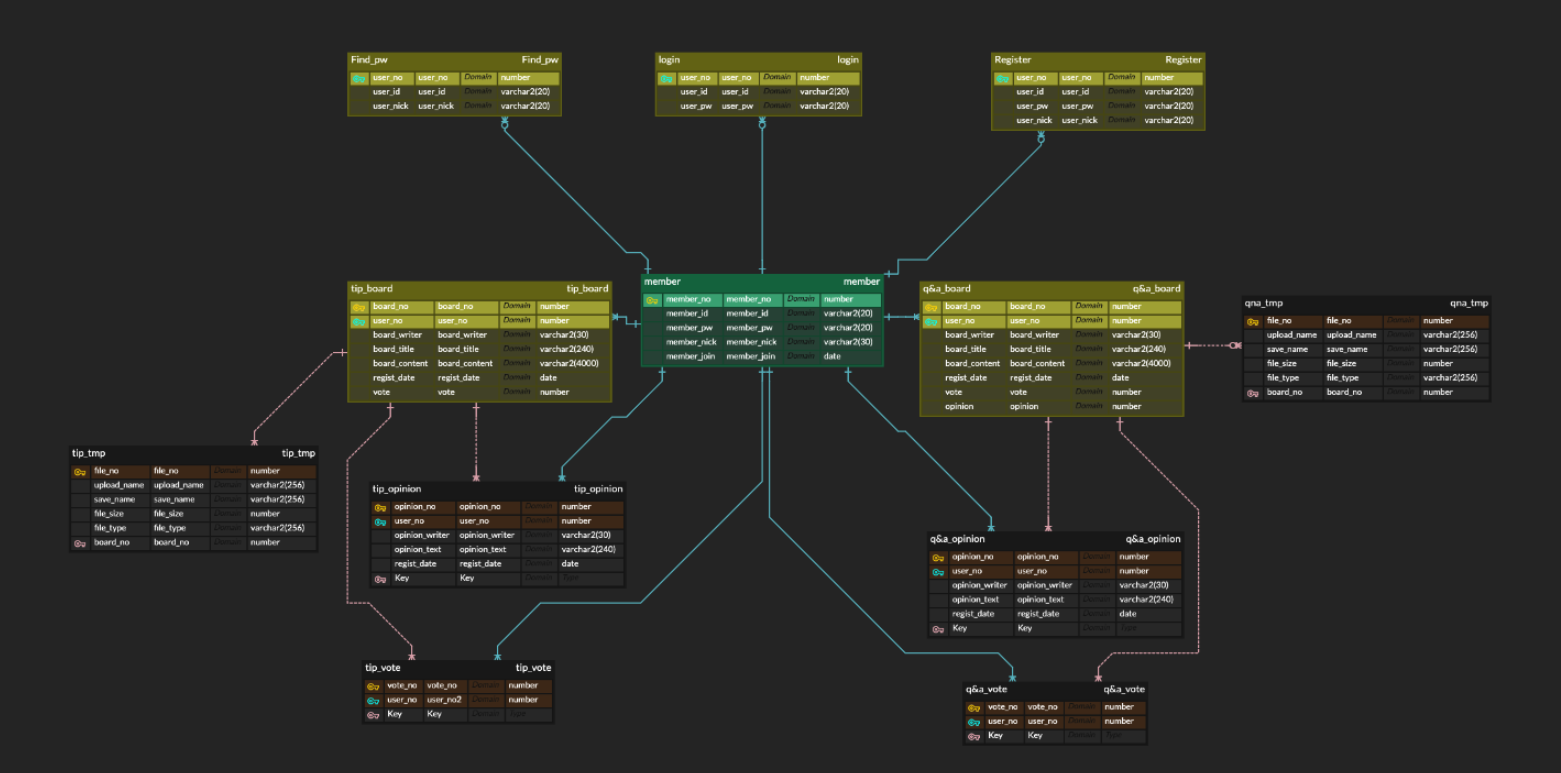 Find_pw Find_pw
user_no user_no Domain number
user_id user_id Domain varchar2(20)
user_nick user_nick Domain varchar2(20)
login login
user_no user_no Domain number
user_id user_id Domain varchar2(20)
user_pw user_pw Domain varchar2(20)
Register Register
user_no user_no Domain number
user_id user_id Domain varchar2(20)
user_pw user_pw Domain varchar2(20)
user_nick user_nick Domain varchar2(20)
tip_board tip_board
board_no board_no Domain number
user_no user_no Domain number
board_writer board_writer Domain varchar2(30)
board_title board_title Domain varchar2(240)
board_content board_content Domain varchar2(4000)
regist_date regist_date Domain date
vote vote Domain number
member member
member_no member_no Domain number
member_id member_id Domain varchar2(20)
member_pw member_pw Domain varchar2(20)
member_nick member_nick Domain varchar2(30)
member_join member_join Domain date
q&a_board q&a_board
board_no board_no Domain number
user_no user_no Domain number
board_writer board_writer Domain varchar2(30)
board_title board_title Domain varchar2(240)
board_content board_content Domain varchar2(4000)
regist_date regist_date Domain date
vote vote Domain number
opinion opinion Domain number
qna_tmp qna_tmp
file_no file_no Domain number
upload_name upload_name Domain varchar2(256)
save_name save_name Domain varchar2(256)
file_size file_size Domain number
file_type file_type Domain varchar2(256)
board_no board_no Domain number
tip_tmp tip_tmp
file_no file_no Domain number
upload_name upload_name Domain varchar2(256)
save_name save_name Domain varchar2(256)
file_size file_size Domain number
file_type file_type Domain varchar2(256)
board_no board_no Domain number
tip_opinion tip_opinion
opinion_no opinion_no Domain number
user_no user_no Domain number
opinion_writer opinion_writer Domain varchar2(30)
opinion_text opinion_text Domain varchar2(240)
regist_date regist_date Domain date
Key Key Domain Type
q&a_opinion q&a_opinion
opinion_no opinion_no Domain number
user_no user_no Domain number
opinion_writer opinion_writer Domain varchar2(30)
opinion_text opinion_text Domain varchar2(240)
regist_date regist_date Domain date
Key Key Domain Type
tip_vote tip_vote
vote_no vote_no Domain number
user_no user_no2 Domain number
Key Key Domain Type
q&a_vote q&a_vote
vote_no vote_no Domain number
user_no user_no Domain number
Key Key Domain Type